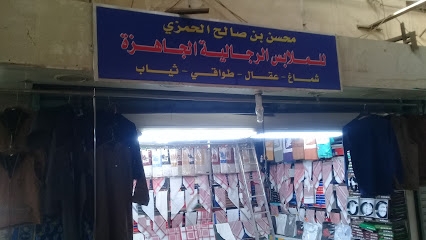 محسن بن صالح الحمزي
للملابس الرجالية الجاهزة
شماغ - عقال - طواقي - ثياب